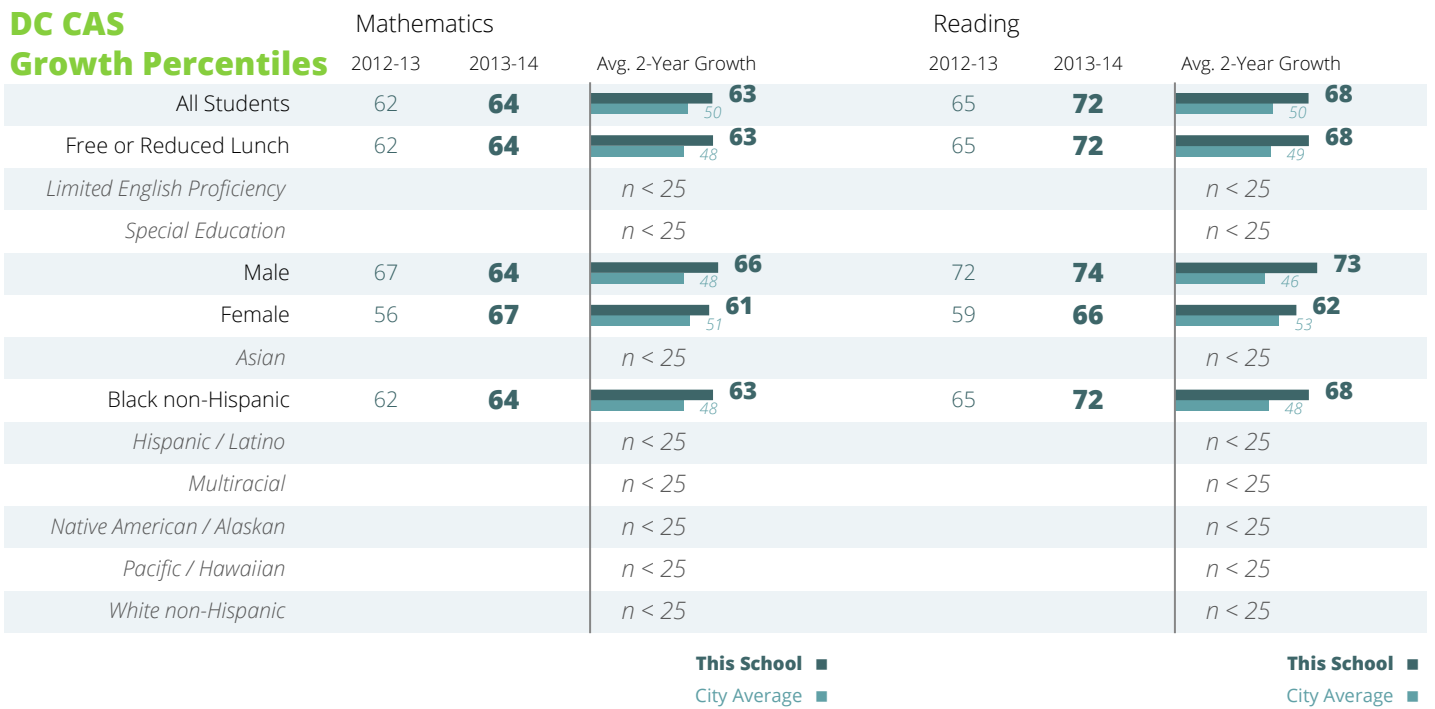 DC CAS
Growth Percentiles
Mathematics Reading
2012-13 2013-14 Avg. 2-Year Growth 2012-13 2013-14 Avg. 2-Year Growth
All Students 62 64 63 50 65 72 68 50
Free or Reduced Lunch 62 64 63 48 65 72 68 49
Limited English Proficiency n < 25 n < 25
Special Education n < 25 n < 25
Male 67 64 66 48 72 74 73 46
Female 56 67 61 51 59 66 62 53
Asian n < 25 n < 25
Black non-Hispanic 62 64 63 48 65 72 68 48
Hispanic / Latino n < 25 n < 25
Multiracial n < 25 n < 25
Native American / Alaskan n < 25 n < 25
Pacific / Hawaiian n < 25 n < 25
White non-Hispanic n < 25 n < 25
This School This School
City Average City Average